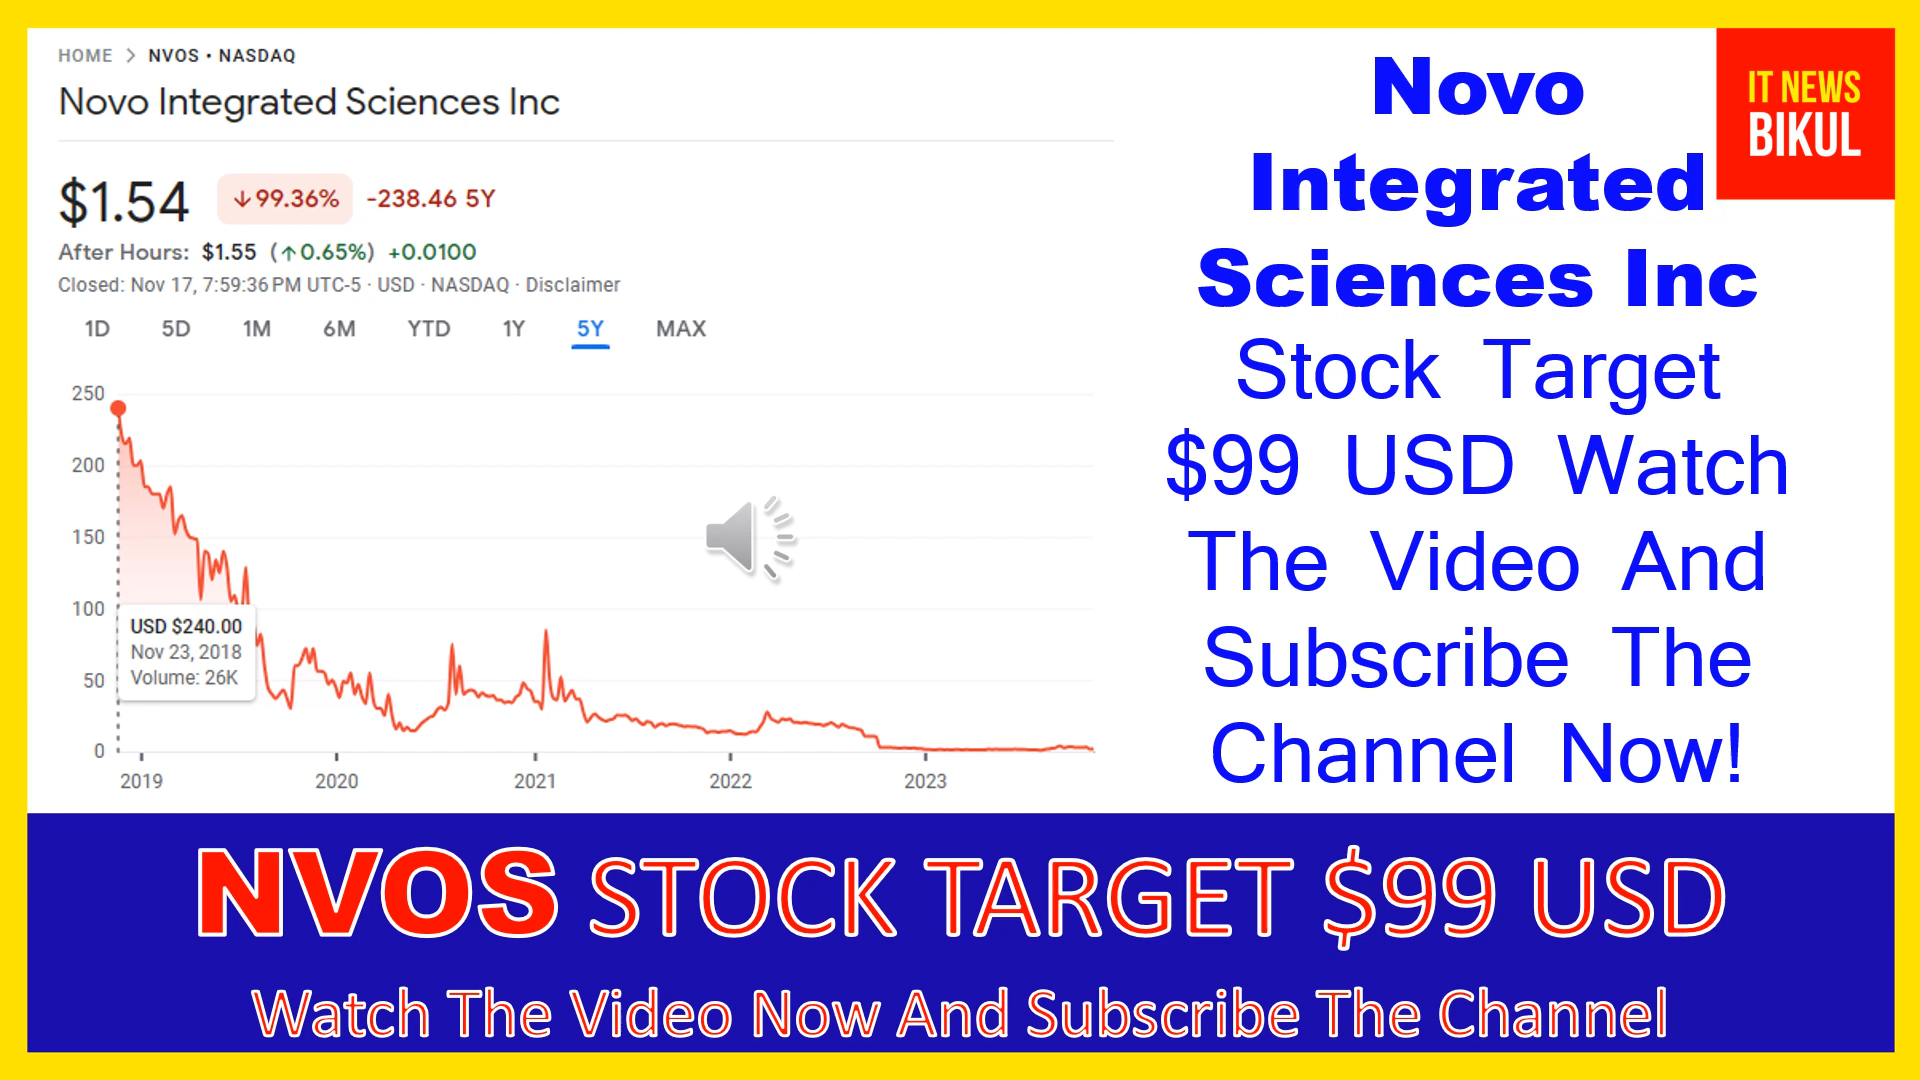 HOME > NVOS • NASDAQ
Novo Integrated Sciences Inc
$1.54 ↓99.36% -238.46 5Y
After Hours: $1.55 (↑0.65%) +0.0100
Closed: Nov 17, 7:59:36 PM UTC-5 · USD · NASDAQ · Disclaimer
1D 5D 1M 6M YTD 1Y 5Y MAX
250
200
150
100
50
0
USD $240.00
Nov 23, 2018
Volume: 26K
2019 2020 2021 2022 2023
Novo
Integrated
Sciences Inc
Stock Target
$99 USD Watch
The Video And
Subscribe The
Channel Now!
IT NEWS
BIKUL
NVOS STOCK TARGET $99 USD
Watch The Video Now And Subscribe The Channel